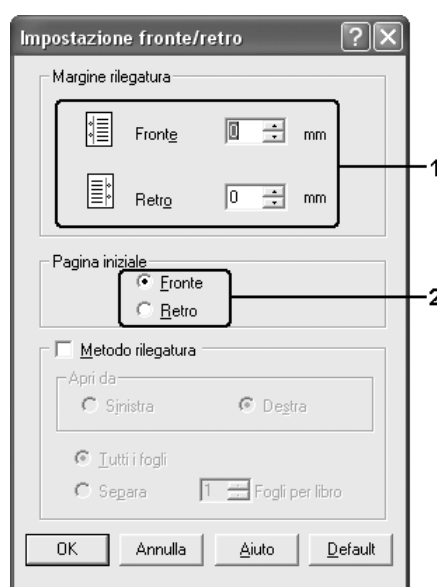 Impostazione fronte/retro
Margine rilegatura
Fronte 0 mm
1
Retro 0 mm
Pagina iniziale
Fronte
2
Retro
Metodo rilegatura
Apri da
Sinistra Destra
Tutti i fogli
Separa 1 Fogli per libro
OK Annulla Aiuto Default